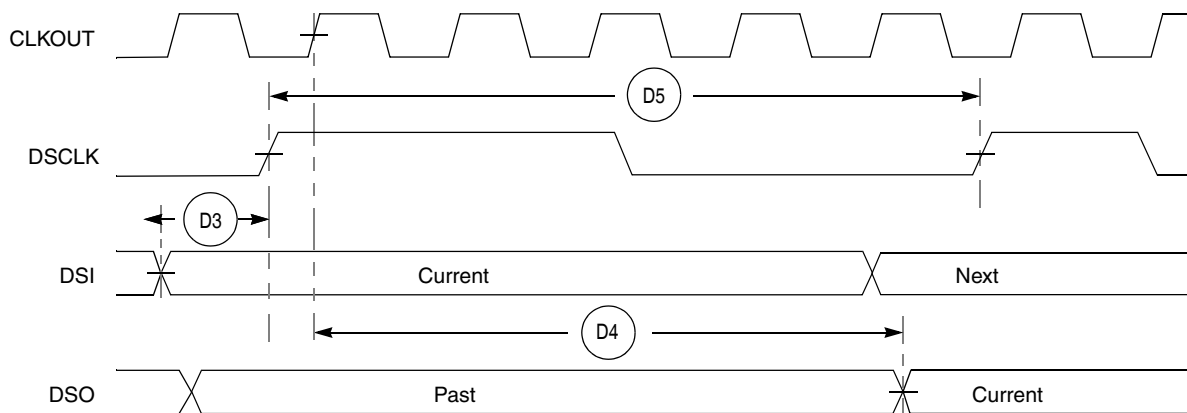 CLKOUT
D5
DSCLK
D3
DSI
Current
Next
D4
DSO
Past
Current